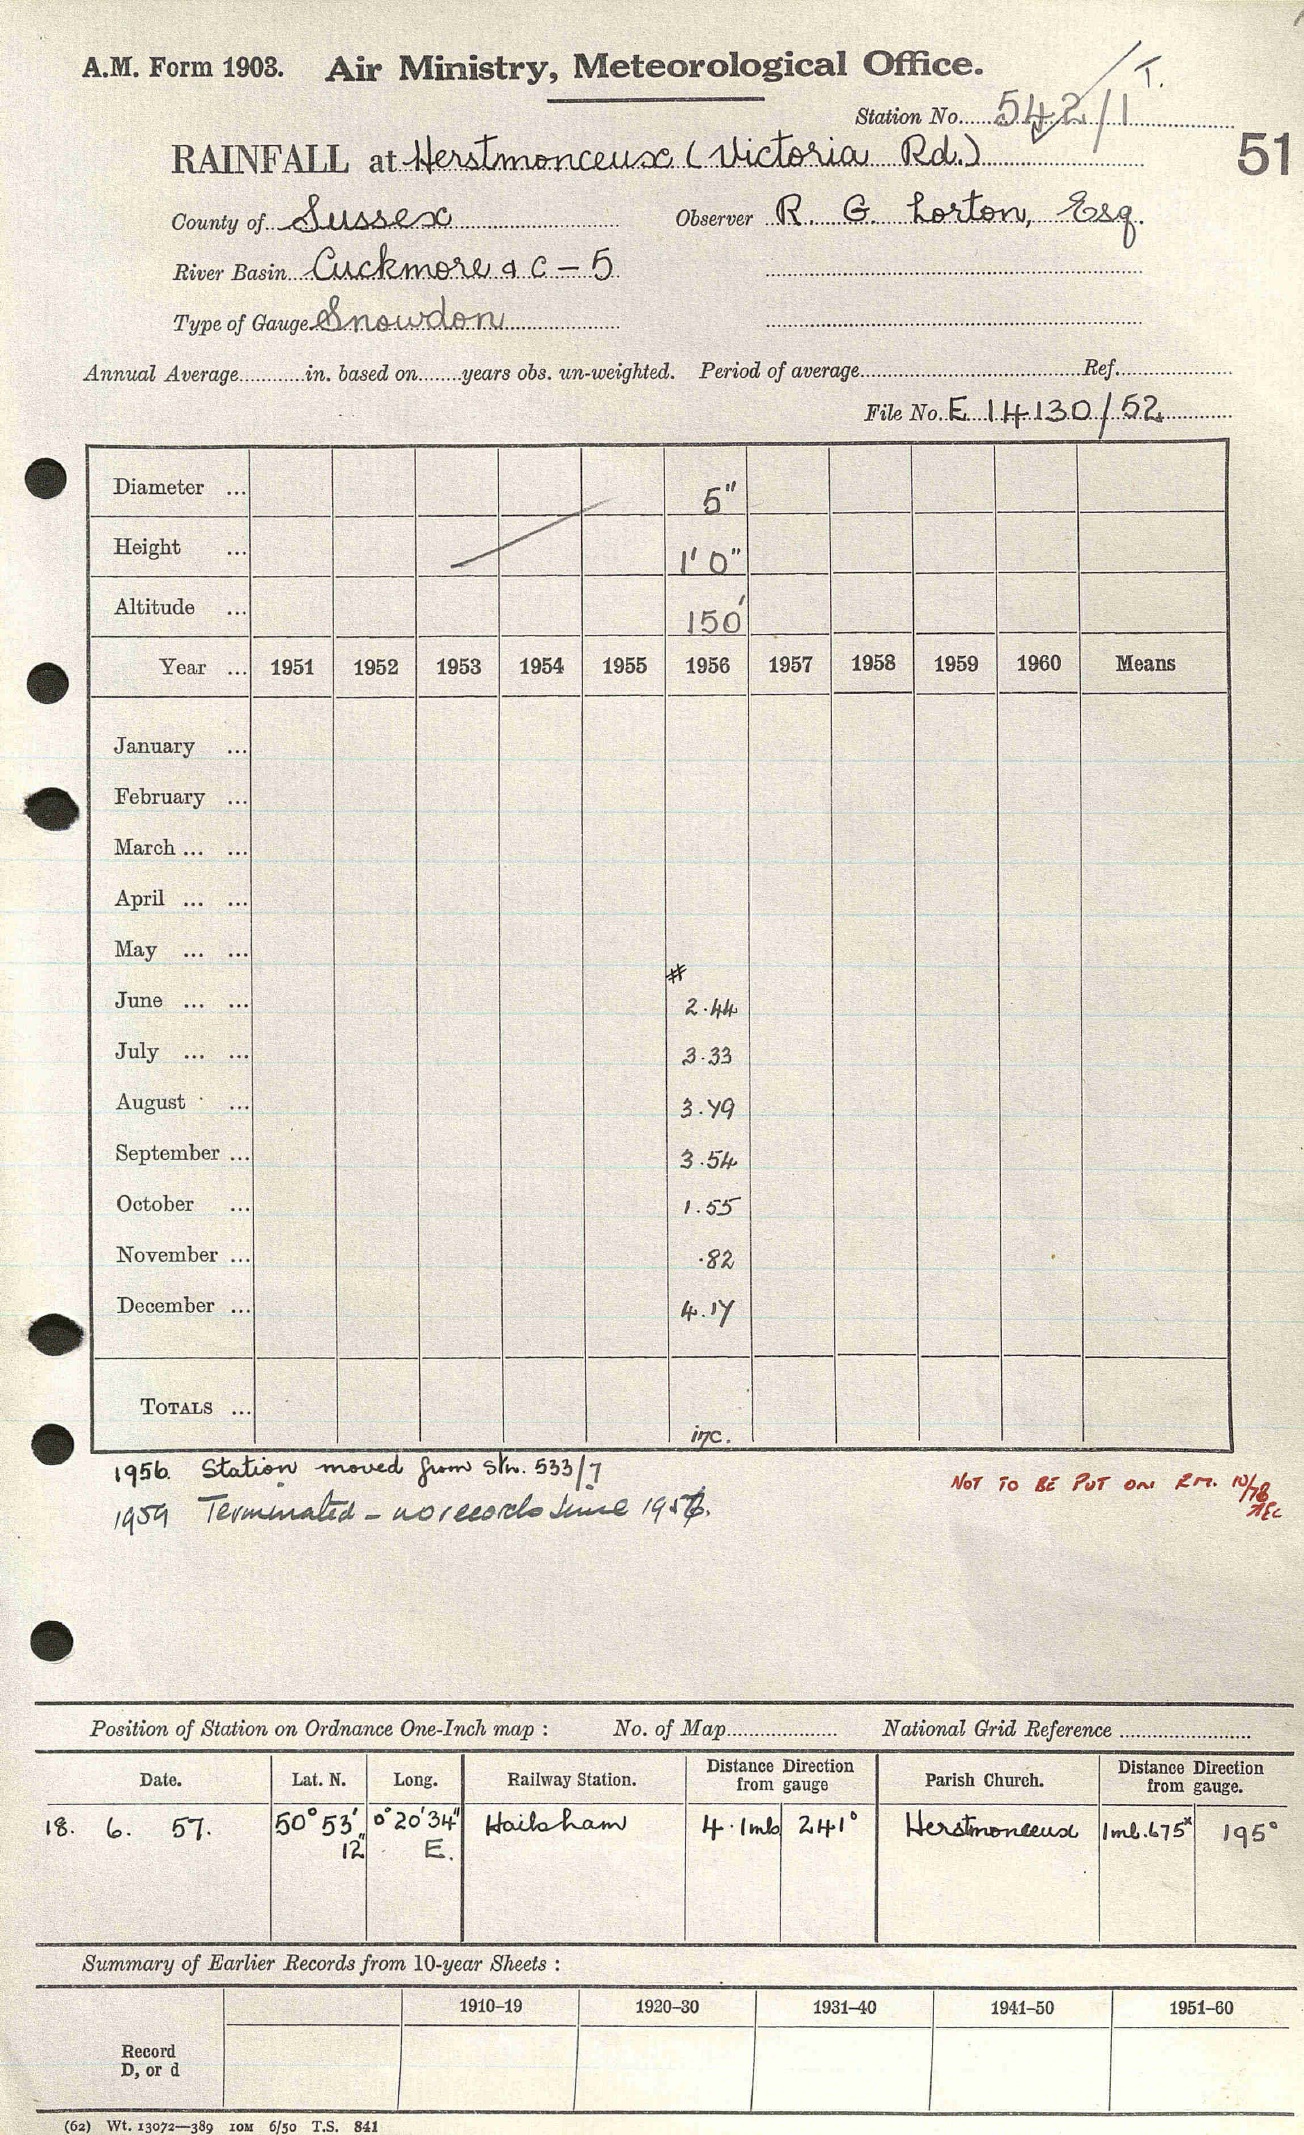 A.M. Form 1903. Air Ministry, Meteorological Office.
T.
Station No. 542/1
51
RAINFALL at Herstmonceux (Victoria Rd.)
County of Sussex Observer R. G. Lorton, Esq.
River Basin Cuckmore & C – 5
Type of Gauge Snowdon
Annual Average............in. based on........years obs. un-weighted. Period of average............Ref............
File No. E 14130/52
Diameter ... 5"
Height ... 1' 0"
Altitude ... 150'
Year ... 1951 1952 1953 1954 1955 1956 1957 1958 1959 1960 Means
January ...
February ...
March ... ...
April ... ...
May ... ...
#
June ... ... 2.44
July ... ... 3.33
August ... 3.79
September ... 3.54
October ... 1.55
November ... .82
December ... 4.17
TOTALS ... inc.
1956. Station moved from Stn. 533/7
NOT TO BE PUT ON RM. 10/78
1959 Terminated – no records since 1956.
Position of Station on Ordnance One-Inch map : No. of Map............ National Grid Reference ............
Date. Lat. N. Long. Railway Station. Distance Direction from gauge Parish Church. Distance Direction from gauge.
18. 6. 57. 50° 53' 12" 0° 20' 34" E. Hailsham 4.1mls 241° Herstmonceux 1ml.675ˣ 195°
Summary of Earlier Records from 10-year Sheets :
1910–19 1920–30 1931–40 1941–50 1951–60
Record
D, or d
(62) Wt. 13072—389 10M 6/50 T.S. 841